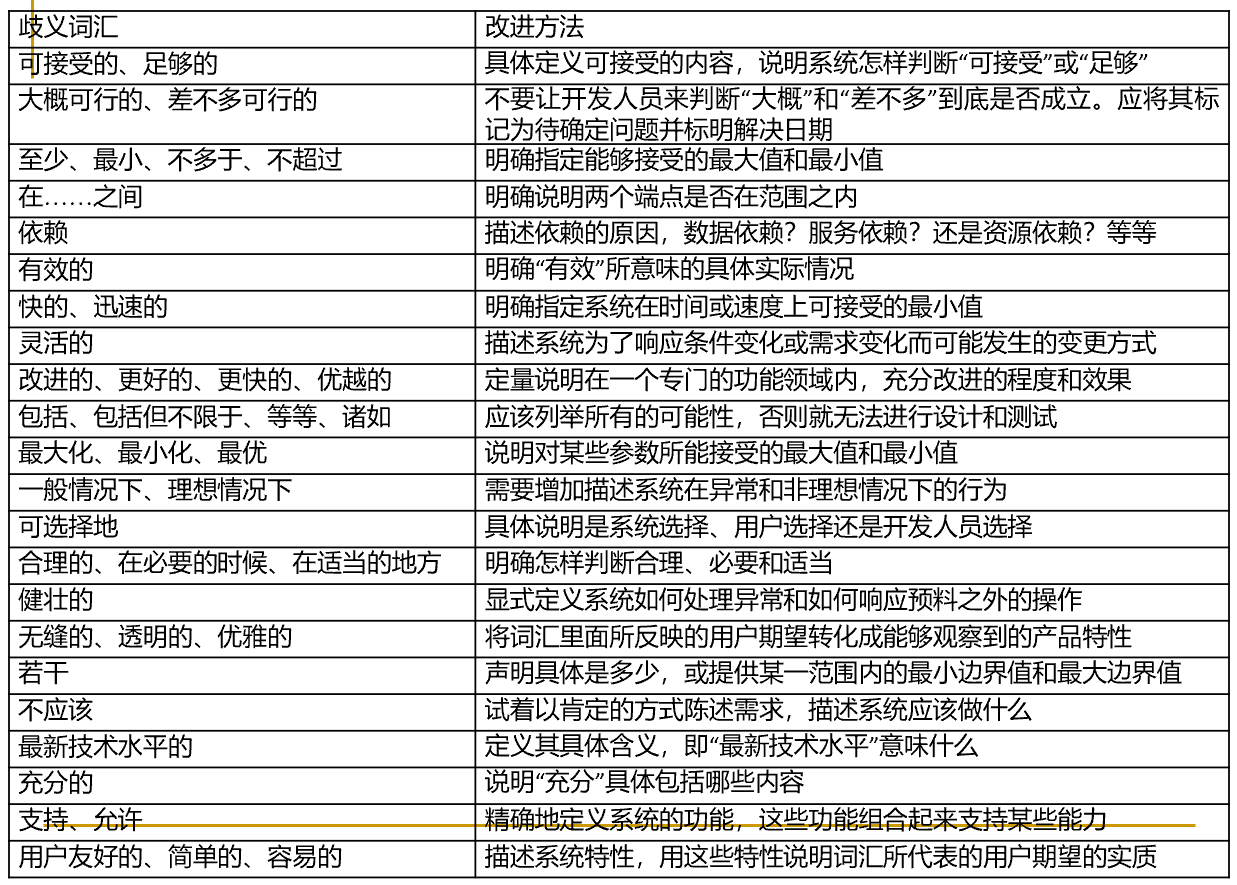 歧义词汇 改进方法
可接受的、足够的 具体定义可接受的内容，说明系统怎样判断“可接受”或“足够”
大概可行的、差不多可行的 不要让开发人员来判断“大概”和“差不多”到底是否成立。应将其标
记为待确定问题并标明解决日期
至少、最小、不多于、不超过 明确指定能够接受的最大值和最小值
在……之间 明确说明两个端点是否在范围之内
依赖 描述依赖的原因，数据依赖？服务依赖？还是资源依赖？等等
有效的 明确“有效”所意味的具体实际情况
快的、迅速的 明确指定系统在时间或速度上可接受的最小值
灵活的 描述系统为了响应条件变化或需求变化而可能发生的变更方式
改进的、更好的、更快的、优越的 定量说明在一个专门的功能领域内，充分改进的程度和效果
包括、包括但不限于、等等、诸如 应该列举所有的可能性，否则就无法进行设计和测试
最大化、最小化、最优 说明对某些参数所能接受的最大值和最小值
一般情况下、理想情况下 需要增加描述系统在异常和非理想情况下的行为
可选择地 具体说明是系统选择、用户选择还是开发人员选择
合理的、在必要的时候、在适当的地方 明确怎样判断合理、必要和适当
健壮的 显式定义系统如何处理异常和如何响应预料之外的操作
无缝的、透明的、优雅的 将词汇里面所反映的用户期望转化成能够观察到的产品特性
若干 声明具体是多少，或提供某一范围内的最小边界值和最大边界值
不应该 试着以肯定的方式陈述需求，描述系统应该做什么
最新技术水平的 定义其具体含义，即“最新技术水平”意味什么
充分的 说明“充分”具体包括哪些内容
支持、允许 精确地定义系统的功能，这些功能组合起来支持某些能力
用户友好的、简单的、容易的 描述系统特性，用这些特性说明词汇所代表的用户期望的实质